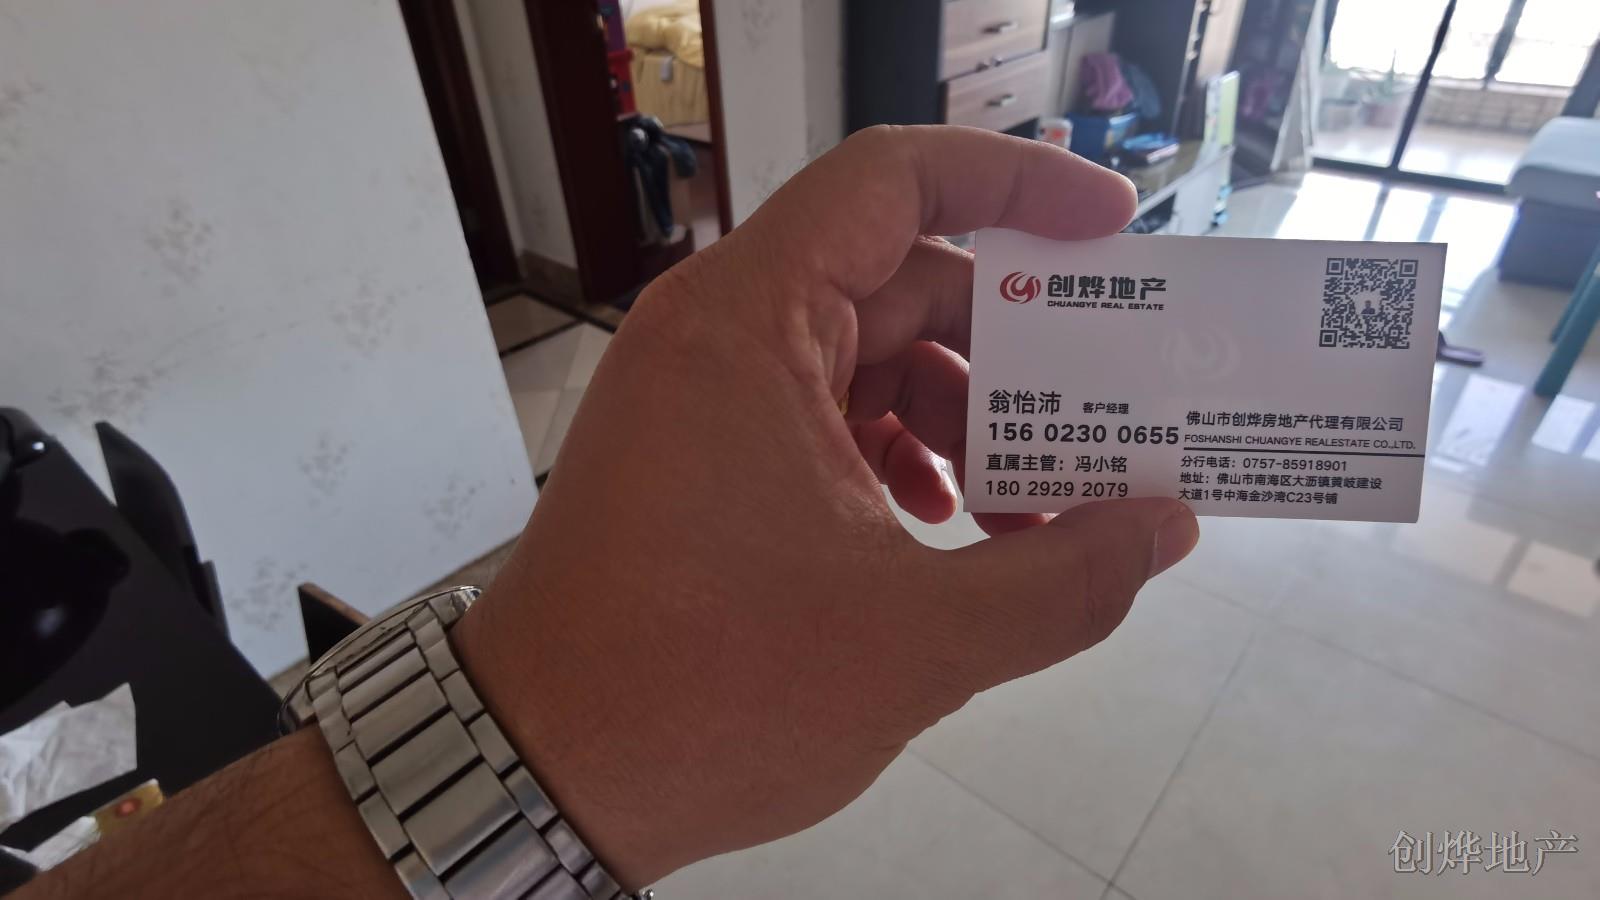 创烨地产
CHUANGYE REAL ESTATE
翁怡沛 客户经理
156 0230 0655
直属主管：冯小铭
180 2929 2079
佛山市创烨房地产代理有限公司
FOSHANSHI CHUANGYE REALESTATE CO.,LTD.
分行电话：0757-85918901
地址：佛山市南海区大沥镇黄岐建设
大道1号中海金沙湾C23号铺
创烨地产